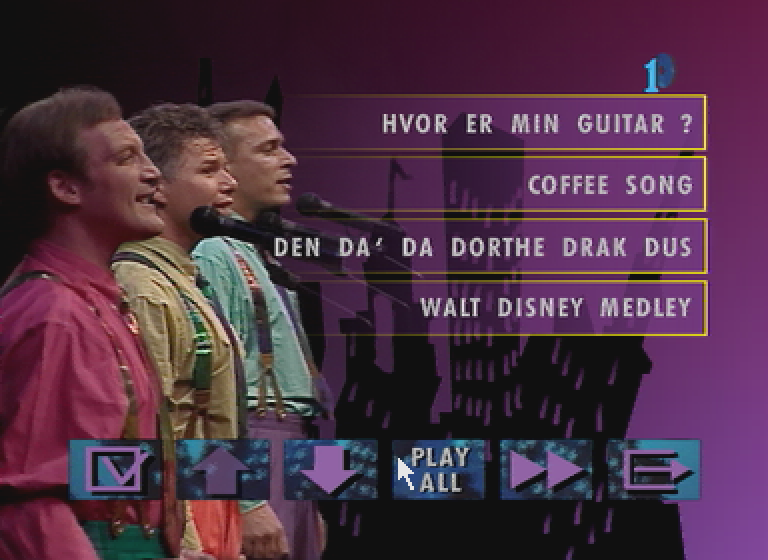 1
HVOR ER MIN GUITAR ?
COFFEE SONG
DEN DA' DA DORTHE DRAK DUS
WALT DISNEY MEDLEY
PLAY
ALL